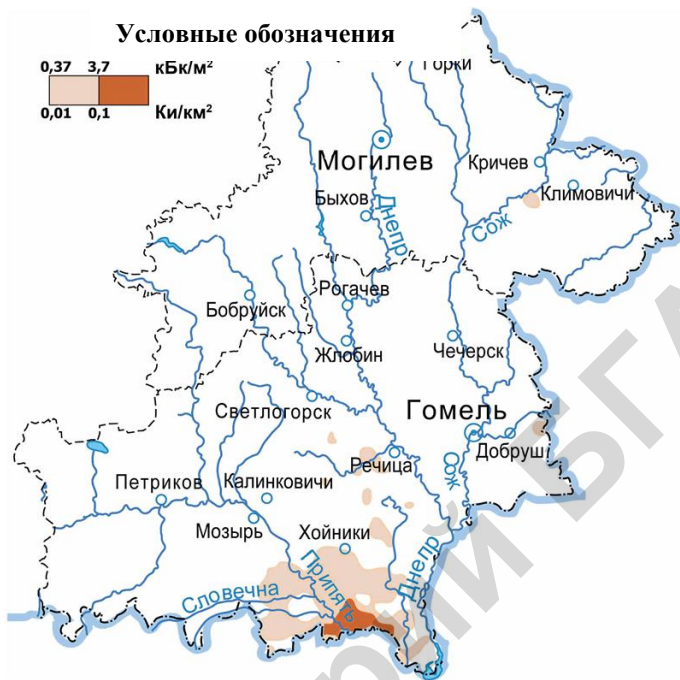 Условные обозначения
0,37 3,7 кБк/м²
0,01 0,1 Ки/км²
Горки
Могилев
Кричев
Климовичи
Быхов
Днепр
Сож
Рогачев
Бобруйск
Жлобин
Чечерск
Светлогорск
Гомель
Речица
Добруш
Сож
Петриков
Калинковичи
Мозырь
Хойники
Припять
Днепр
Словечна